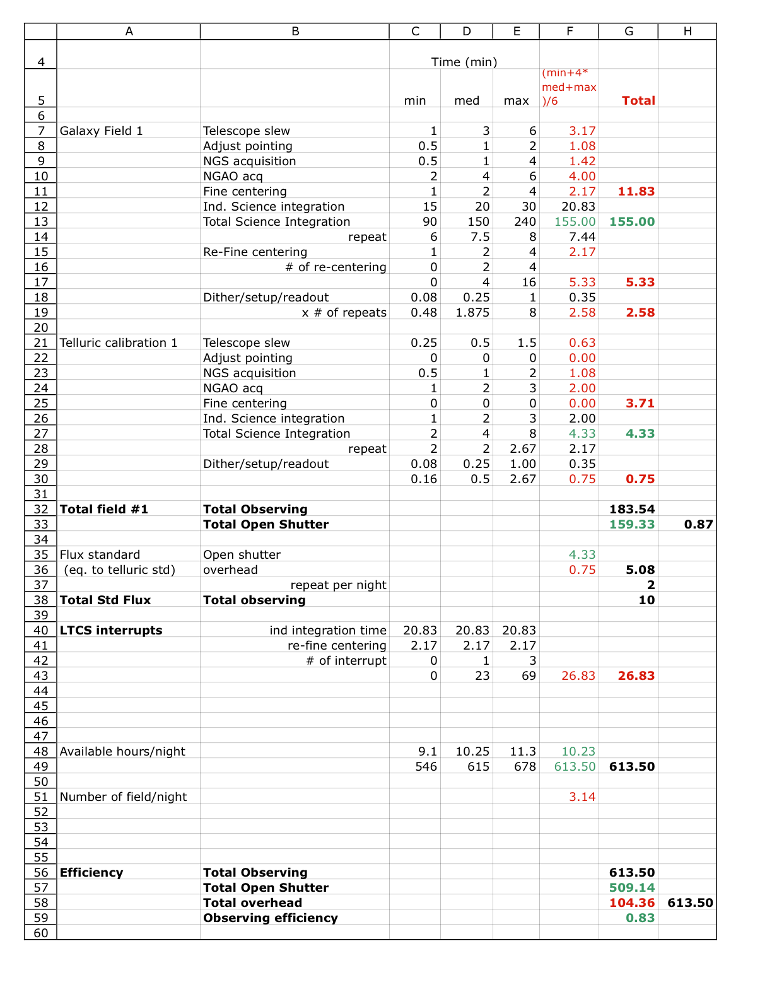 A B C D E F G H
4 Time (min)
5 min med max (min+4* med+max )/6 Total
6
7 Galaxy Field 1 Telescope slew 1 3 6 3.17
8 Adjust pointing 0.5 1 2 1.08
9 NGS acquisition 0.5 1 4 1.42
10 NGAO acq 2 4 6 4.00
11 Fine centering 1 2 4 2.17 11.83
12 Ind. Science integration 15 20 30 20.83
13 Total Science Integration 90 150 240 155.00 155.00
14 repeat 6 7.5 8 7.44
15 Re-Fine centering 1 2 4 2.17
16 # of re-centering 0 2 4
17 0 4 16 5.33 5.33
18 Dither/setup/readout 0.08 0.25 1 0.35
19 x # of repeats 0.48 1.875 8 2.58 2.58
20
21 Telluric calibration 1 Telescope slew 0.25 0.5 1.5 0.63
22 Adjust pointing 0 0 0 0.00
23 NGS acquisition 0.5 1 2 1.08
24 NGAO acq 1 2 3 2.00
25 Fine centering 0 0 0 0.00 3.71
26 Ind. Science integration 1 2 3 2.00
27 Total Science Integration 2 4 8 4.33 4.33
28 repeat 2 2 2.67 2.17
29 Dither/setup/readout 0.08 0.25 1.00 0.35
30 0.16 0.5 2.67 0.75 0.75
31
32 Total field #1 Total Observing 183.54
33 Total Open Shutter 159.33 0.87
34
35 Flux standard Open shutter 4.33
36 (eq. to telluric std) overhead 0.75 5.08
37 repeat per night 2
38 Total Std Flux Total observing 10
39
40 LTCS interrupts ind integration time 20.83 20.83 20.83
41 re-fine centering 2.17 2.17 2.17
42 # of interrupt 0 1 3
43 0 23 69 26.83 26.83
44
45
46
47
48 Available hours/night 9.1 10.25 11.3 10.23
49 546 615 678 613.50 613.50
50
51 Number of field/night 3.14
52
53
54
55
56 Efficiency Total Observing 613.50
57 Total Open Shutter 509.14
58 Total overhead 104.36 613.50
59 Observing efficiency 0.83
60